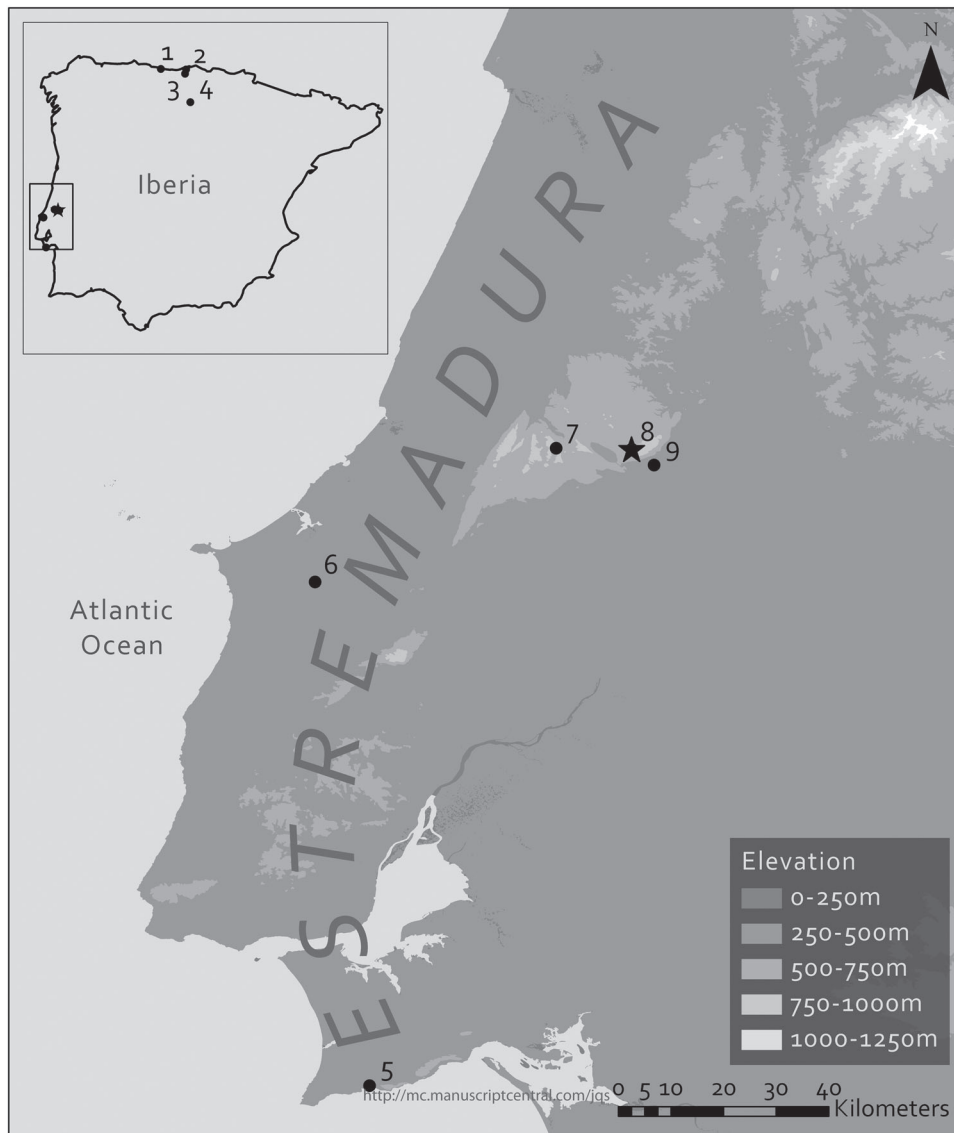 1 2
3 4
Iberia
N
ESTREMADURA
7
8
9
6
Atlantic
Ocean
Elevation
0-250m
250-500m
500-750m
750-1000m
1000-1250m
5
http://mc.manuscriptcentral.com/jqs
0 5 10 20 30 40
Kilometers